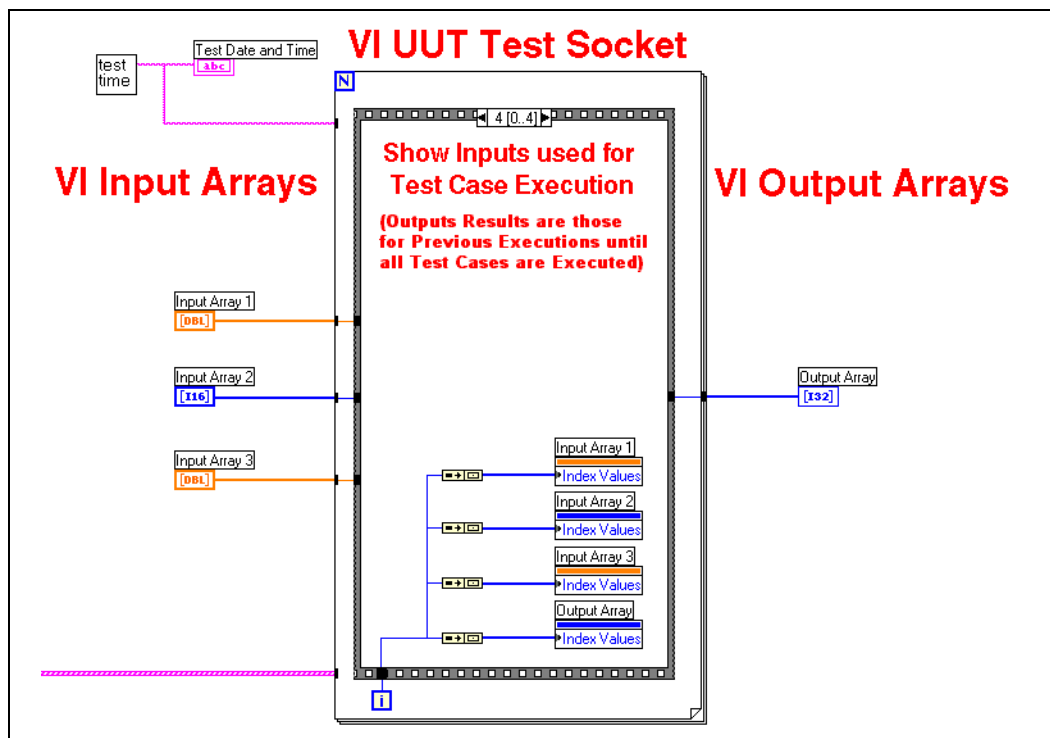 VI UUT Test Socket
Test Date and Time
abc
test
time
N
4 [0..4]
Show Inputs used for
Test Case Execution
VI Input Arrays
VI Output Arrays
(Outputs Results are those
for Previous Executions until
all Test Cases are Executed)
Input Array 1
[DBL]
Input Array 2
[I16]
Output Array
[I32]
Input Array 3
[DBL]
Input Array 1
Index Values
Input Array 2
Index Values
Input Array 3
Index Values
Output Array
Index Values
i